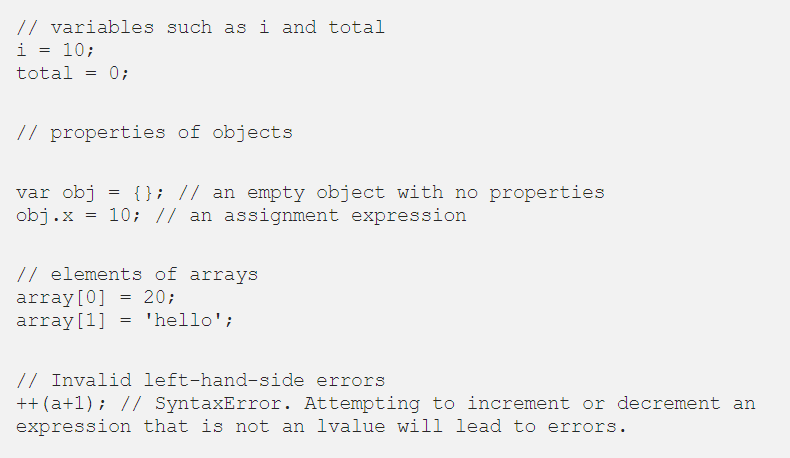 // variables such as i and total
i = 10;
total = 0;
// properties of objects
var obj = {}; // an empty object with no properties
obj.x = 10; // an assignment expression
// elements of arrays
array[0] = 20;
array[1] = 'hello';
// Invalid left-hand-side errors
++(a+1); // SyntaxError. Attempting to increment or decrement an
expression that is not an lvalue will lead to errors.